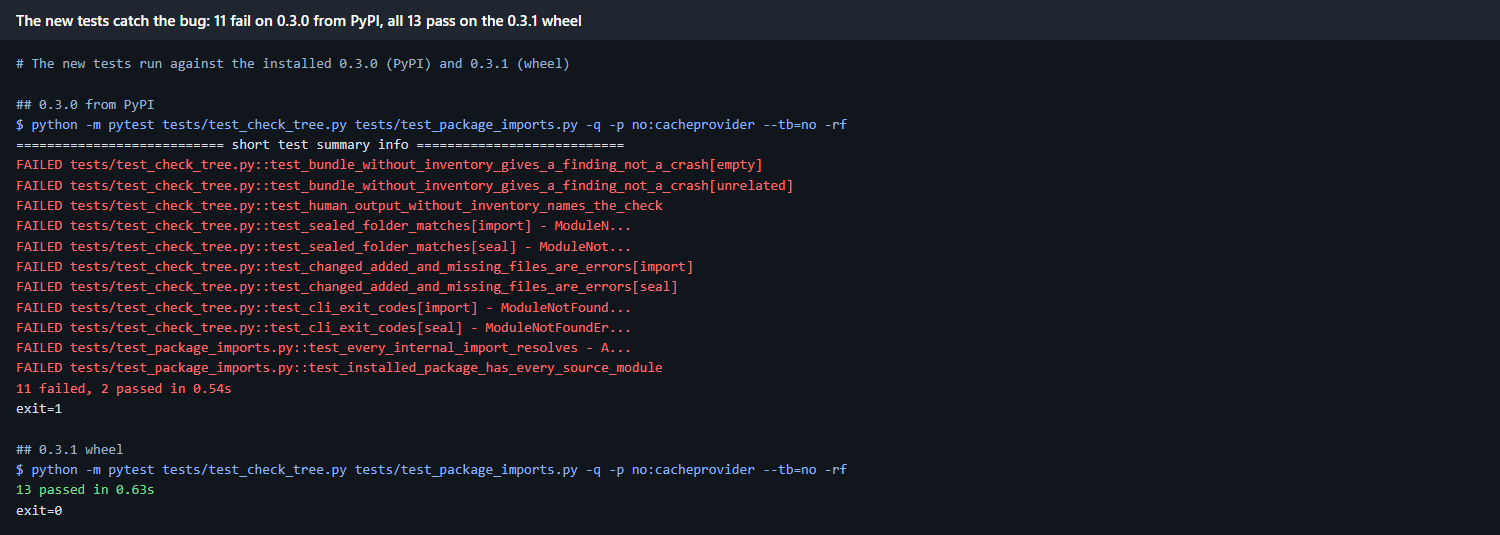 The new tests catch the bug: 11 fail on 0.3.0 from PyPI, all 13 pass on the 0.3.1 wheel
# The new tests run against the installed 0.3.0 (PyPI) and 0.3.1 (wheel)
## 0.3.0 from PyPI
$ python -m pytest tests/test_check_tree.py tests/test_package_imports.py -q -p no:cacheprovider --tb=no -rf
=========================== short test summary info ===========================
FAILED tests/test_check_tree.py::test_bundle_without_inventory_gives_a_finding_not_a_crash[empty]
FAILED tests/test_check_tree.py::test_bundle_without_inventory_gives_a_finding_not_a_crash[unrelated]
FAILED tests/test_check_tree.py::test_human_output_without_inventory_names_the_check
FAILED tests/test_check_tree.py::test_sealed_folder_matches[import] - ModuleN...
FAILED tests/test_check_tree.py::test_sealed_folder_matches[seal] - ModuleNot...
FAILED tests/test_check_tree.py::test_changed_added_and_missing_files_are_errors[import]
FAILED tests/test_check_tree.py::test_changed_added_and_missing_files_are_errors[seal]
FAILED tests/test_check_tree.py::test_cli_exit_codes[import] - ModuleNotFound...
FAILED tests/test_check_tree.py::test_cli_exit_codes[seal] - ModuleNotFoundEr...
FAILED tests/test_package_imports.py::test_every_internal_import_resolves - A...
FAILED tests/test_package_imports.py::test_installed_package_has_every_source_module
11 failed, 2 passed in 0.54s
exit=1
## 0.3.1 wheel
$ python -m pytest tests/test_check_tree.py tests/test_package_imports.py -q -p no:cacheprovider --tb=no -rf
13 passed in 0.63s
exit=0